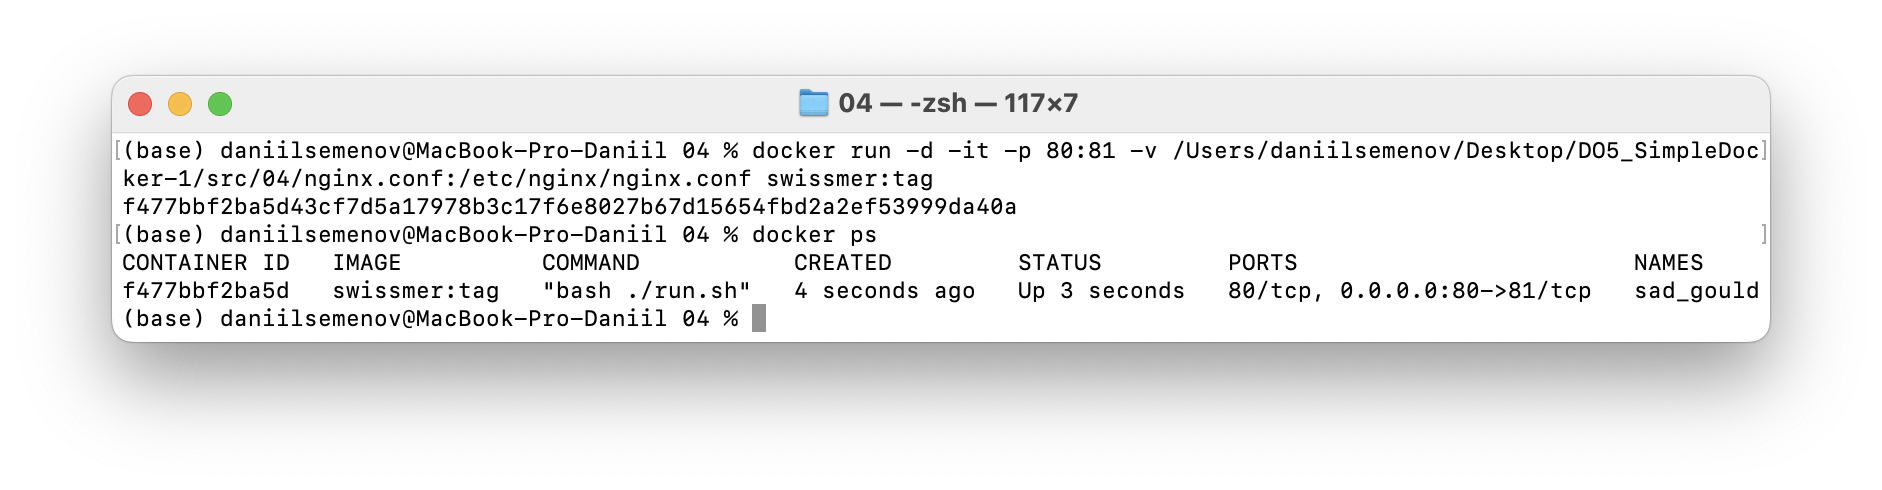 04 — -zsh — 117×7
(base) daniilsemenov@MacBook-Pro-Daniil 04 % docker run -d -it -p 80:81 -v /Users/daniilsemenov/Desktop/DO5_SimpleDoc
ker-1/src/04/nginx.conf:/etc/nginx/nginx.conf swissmer:tag
f477bbf2ba5d43cf7d5a17978b3c17f6e8027b67d15654fbd2a2ef53999da40a
(base) daniilsemenov@MacBook-Pro-Daniil 04 % docker ps
CONTAINER ID   IMAGE          COMMAND           CREATED         STATUS         PORTS                        NAMES
f477bbf2ba5d   swissmer:tag   "bash ./run.sh"   4 seconds ago   Up 3 seconds   80/tcp, 0.0.0.0:80->81/tcp   sad_gould
(base) daniilsemenov@MacBook-Pro-Daniil 04 %